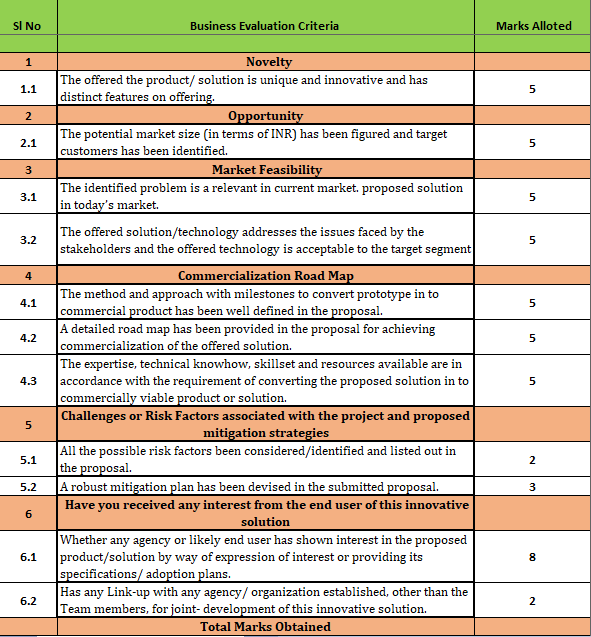 Sl No Business Evaluation Criteria Marks Alloted
1 Novelty
1.1 The offered the product/ solution is unique and innovative and has
distinct features on offering. 5
2 Opportunity
2.1 The potential market size (in terms of INR) has been figured and target
customers has been identified. 5
3 Market Feasibility
3.1 The identified problem is a relevant in current market. proposed solution
in today's market. 5
3.2 The offered solution/technology addresses the issues faced by the
stakeholders and the offered technology is acceptable to the target segment 5
4 Commercialization Road Map
4.1 The method and approach with milestones to convert prototype in to
commercial product has been well defined in the proposal. 5
4.2 A detailed road map has been provided in the proposal for achieving
commercialization of the offered solution. 5
4.3 The expertise, technical knowhow, skillset and resources available are in
accordance with the requirement of converting the proposed solution in to
commercially viable product or solution. 5
5 Challenges or Risk Factors associated with the project and proposed
mitigation strategies
5.1 All the possible risk factors been considered/identified and listed out in
the proposal. 2
5.2 A robust mitigation plan has been devised in the submitted proposal. 3
6 Have you received any interest from the end user of this innovative
solution
6.1 Whether any agency or likely end user has shown interest in the proposed
product/solution by way of expression of interest or providing its
specifications/ adoption plans. 8
6.2 Has any Link-up with any agency/ organization established, other than the
Team members, for joint- development of this innovative solution. 2
Total Marks Obtained